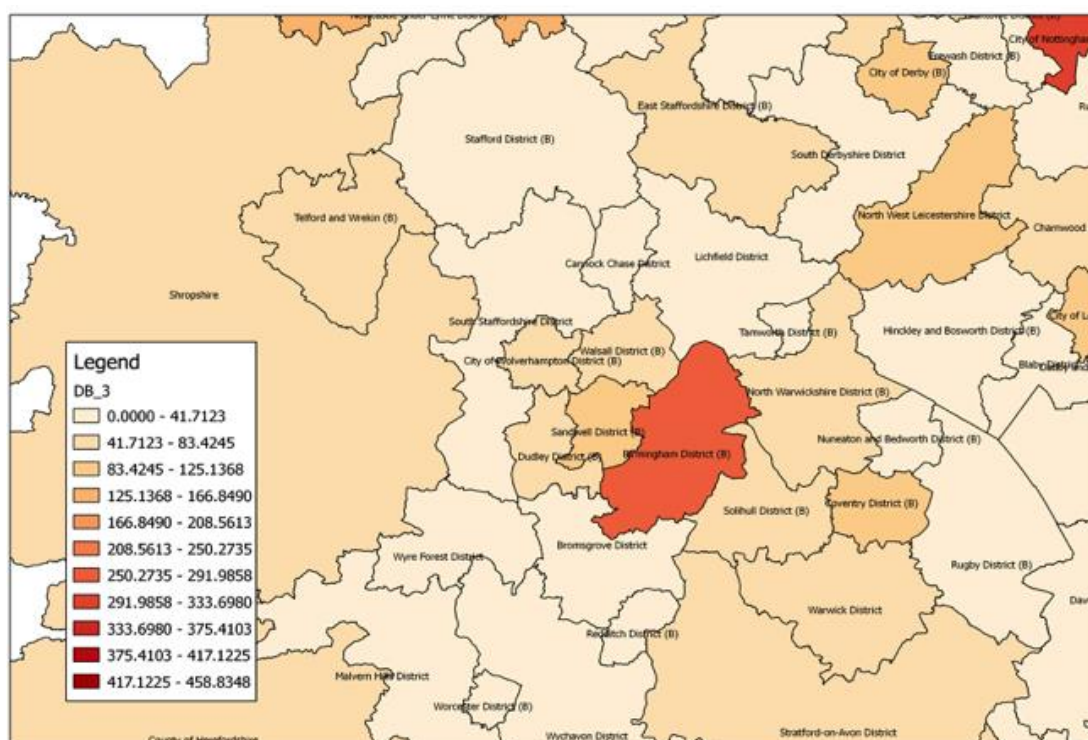 City of Nottingham
Erewash District (B)
City of Derby (B)
East Staffordshire District (B)
Stafford District (B)
South Derbyshire District
Telford and Wrekin (B)
North West Leicestershire District
Charnwood
Cannock Chase District
Lichfield District
Shropshire
South Staffordshire District
Tamworth District (B)
Hinckley and Bosworth District (B)
Walsall District (B)
City of Wolverhampton District (B)
North Warwickshire District (B)
Sandwell District (B)
Nuneaton and Bedworth District (B)
Dudley District (B)
Birmingham District (B)
Solihull District (B)
Coventry District (B)
Bromsgrove District
Wyre Forest District
Rugby District (B)
Warwick District
Redditch District (B)
Malvern Hills District
Worcester District (B)
Stratford-on-Avon District
Wychavon District
County of Herefordshire
Legend
DB_3
0.0000 - 41.7123
41.7123 - 83.4245
83.4245 - 125.1368
125.1368 - 166.8490
166.8490 - 208.5613
208.5613 - 250.2735
250.2735 - 291.9858
291.9858 - 333.6980
333.6980 - 375.4103
375.4103 - 417.1225
417.1225 - 458.8348